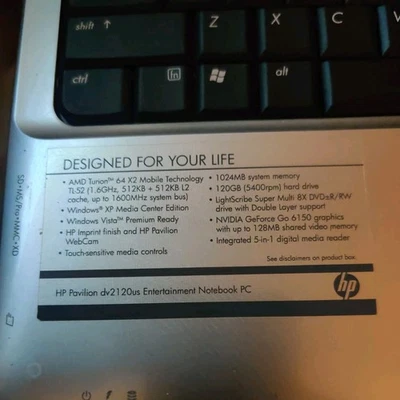 shift ↑ Z X C V
ctrl fn alt
SD•MS/Pro•MMC•XD
DESIGNED FOR YOUR LIFE
• AMD Turion™ 64 X2 Mobile Technology
TL-52 (1.6GHz, 512KB + 512KB L2
cache, up to 1600MHz system bus)
• Windows® XP Media Center Edition
• Windows Vista™ Premium Ready
• HP Imprint finish and HP Pavilion
WebCam
• Touch-sensitive media controls
• 1024MB system memory
• 120GB (5400rpm) hard drive
• LightScribe Super Multi 8X DVD±R/RW
drive with Double Layer support
• NVIDIA GeForce Go 6150 graphics
with up to 128MB shared video memory
• Integrated 5-in-1 digital media reader
See disclaimers on product box.
HP Pavilion dv2120us Entertainment Notebook PC
hp